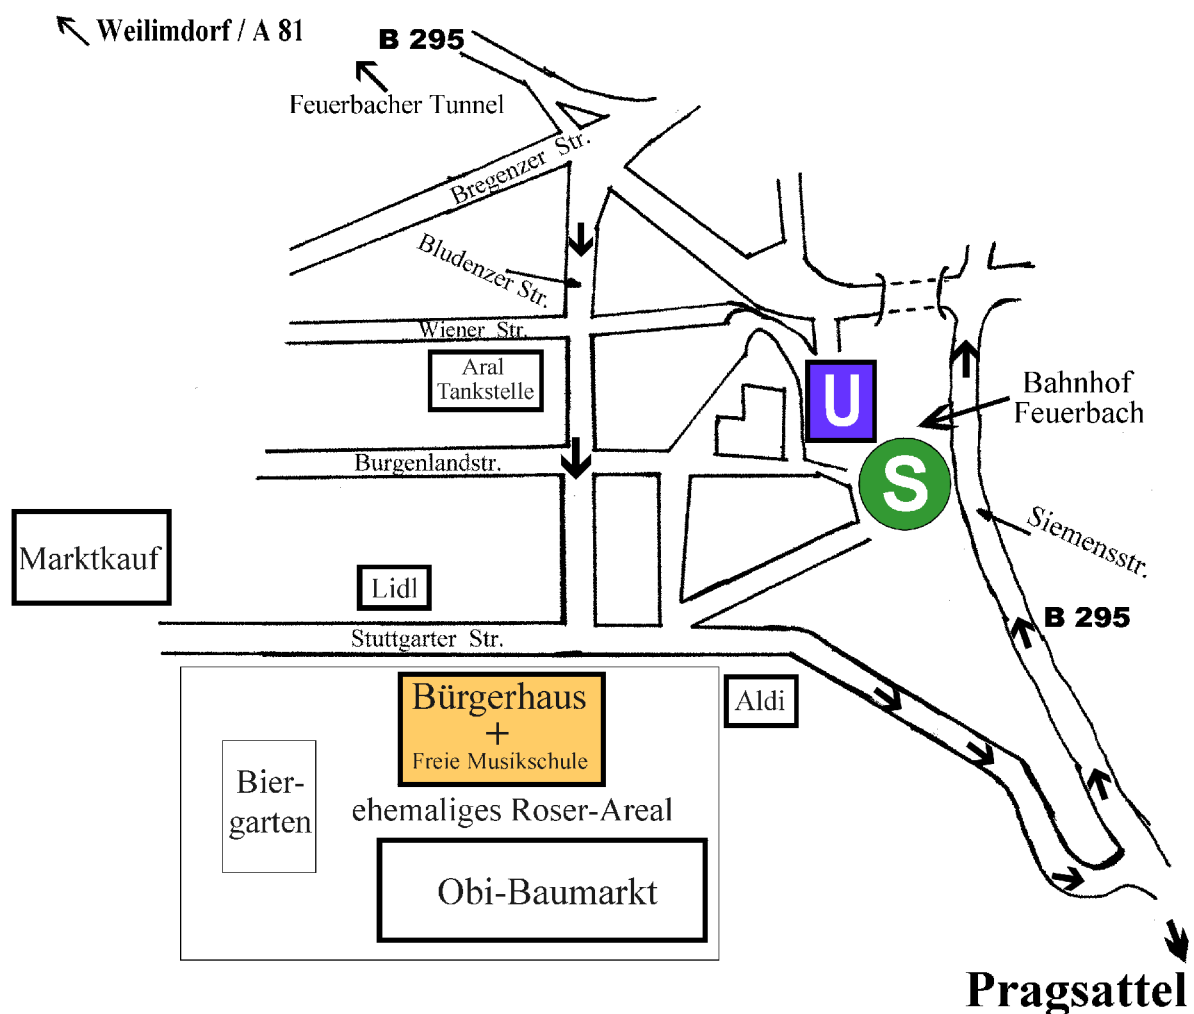 Weilimdorf / A 81
B 295
Feuerbacher Tunnel
Bregenzer Str.
Bludenzer Str.
Wiener Str.
Aral
Tankstelle
U
Bahnhof
Feuerbach
Burgenlandstr.
S
Siemensstr.
Marktkauf
Lidl
B 295
Stuttgarter Str.
Bürgerhaus
+
Freie Musikschule
Aldi
Bier-
garten
ehemaliges Roser-Areal
Obi-Baumarkt
Pragsattel